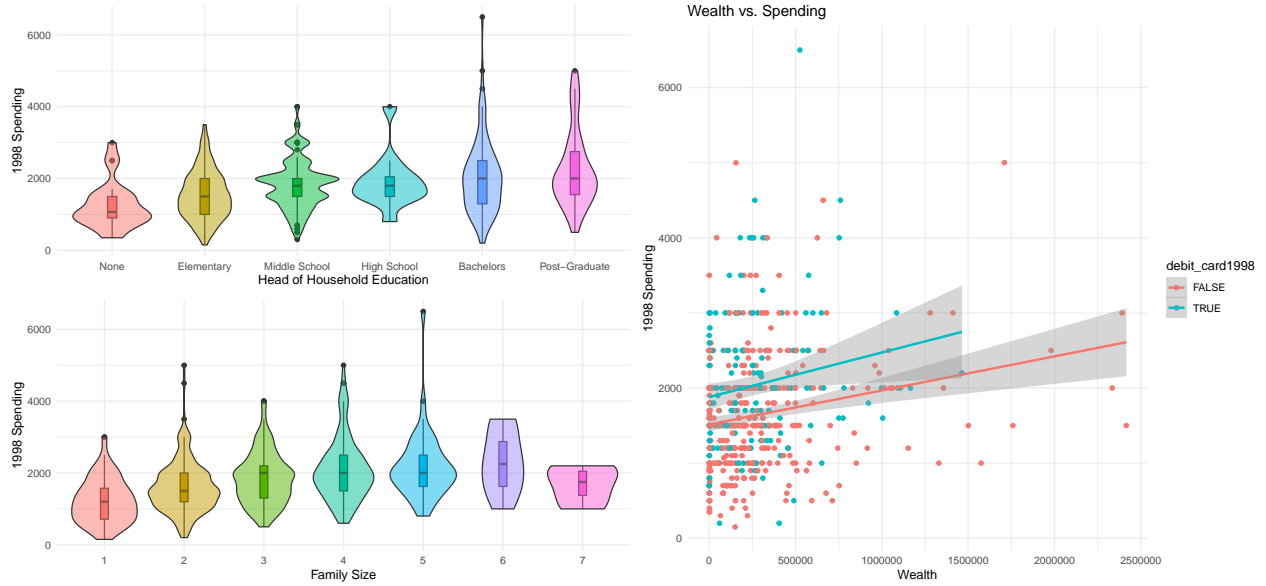 6000
4000
2000
0
1998 Spending
None Elementary Middle School High School Bachelors Post−Graduate
Head of Household Education
6000
4000
2000
0
1998 Spending
1 2 3 4 5 6 7
Family Size
Wealth vs. Spending
6000
4000
2000
0
1998 Spending
0 500000 1000000 1500000 2000000 2500000
Wealth
debit_card1998
FALSE
TRUE